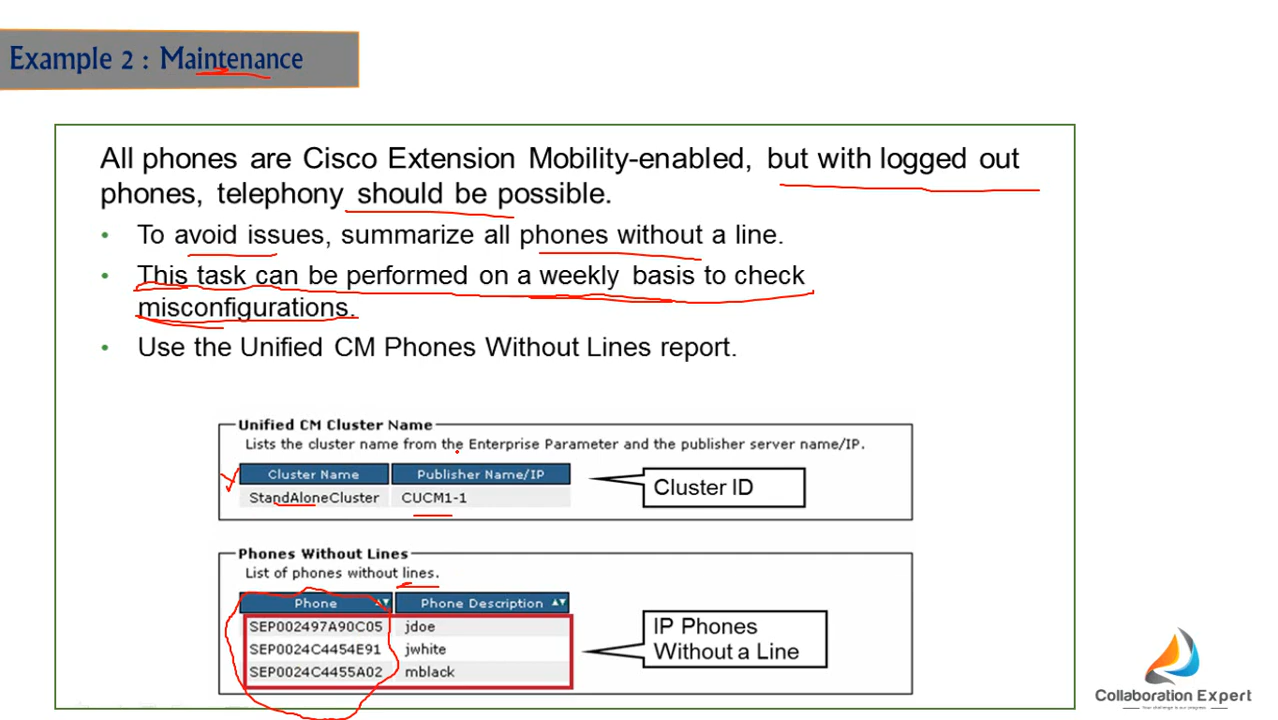 Example 2 : Maintenance
All phones are Cisco Extension Mobility-enabled, but with logged out
phones, telephony should be possible.
• To avoid issues, summarize all phones without a line.
• This task can be performed on a weekly basis to check
misconfigurations.
• Use the Unified CM Phones Without Lines report.
Unified CM Cluster Name
Lists the cluster name from the Enterprise Parameter and the publisher server name/IP.
Cluster Name Publisher Name/IP
StandAloneCluster CUCM1-1
Cluster ID
Phones Without Lines
List of phones without lines.
Phone Phone Description
SEP002497A90C05 jdoe
SEP0024C4454E91 jwhite
SEP0024C4455A02 mblack
IP Phones
Without a Line
Collaboration Expert